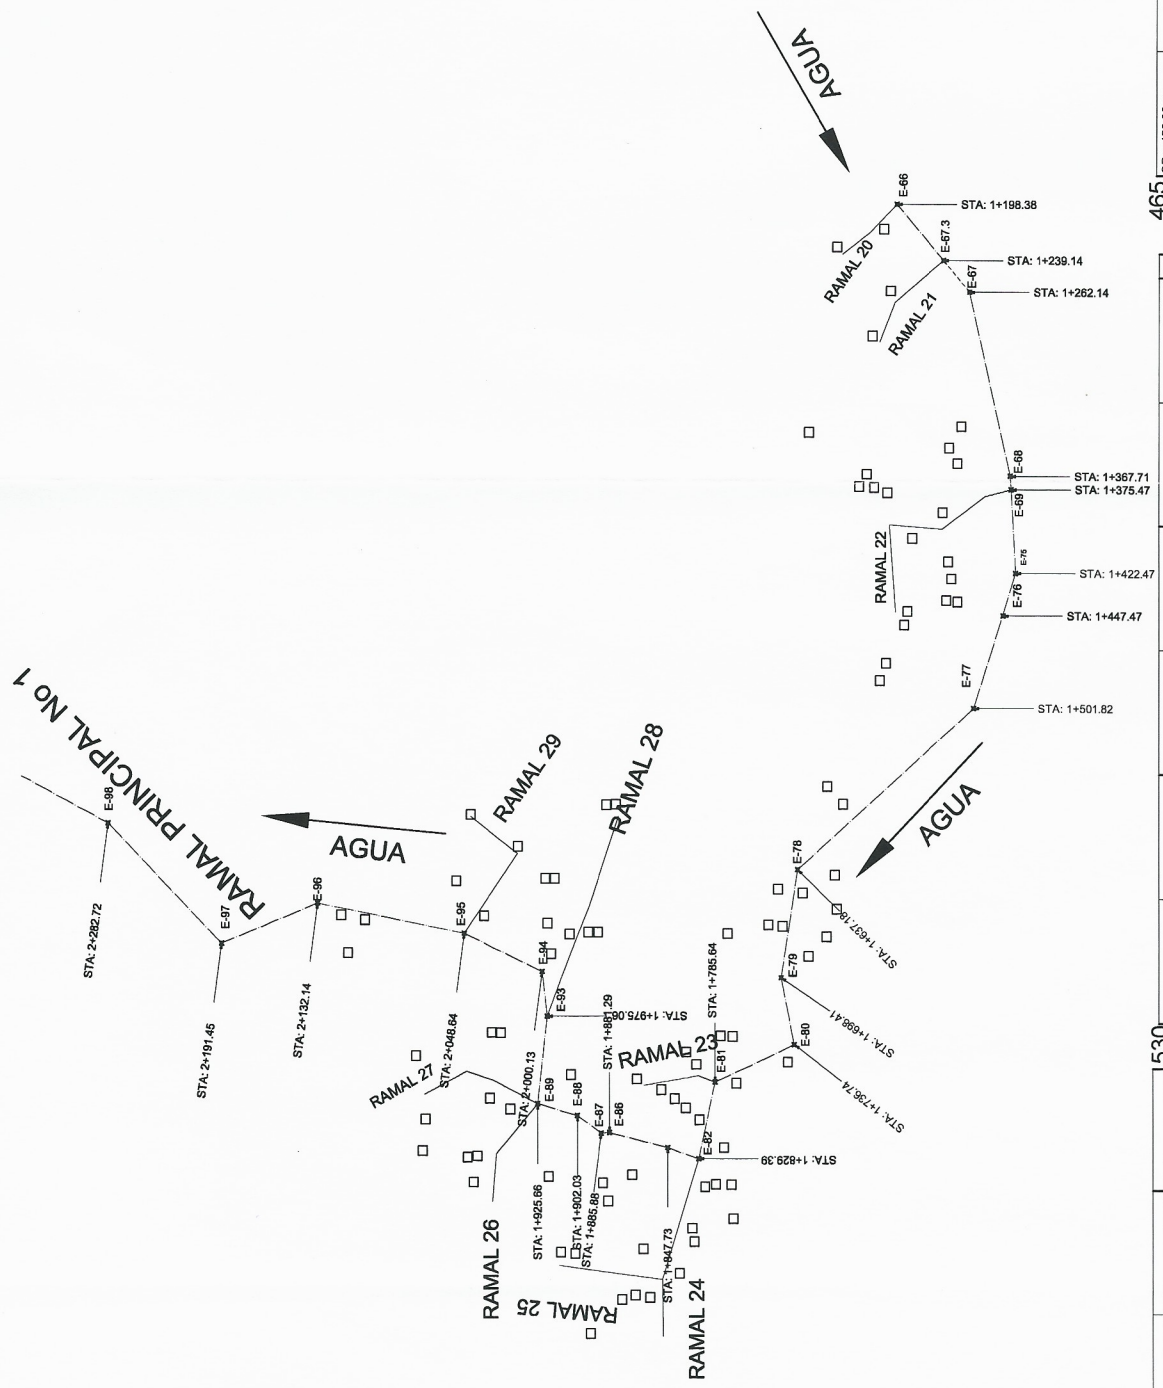 AGUA
E-66
STA: 1+198.38
465
RAMAL 20
E-67.3
STA: 1+239.14
E-67
STA: 1+262.14
RAMAL 21
E-68
STA: 1+367.71
STA: 1+375.47
E-69
RAMAL 22
E-75
STA: 1+422.47
E-76
STA: 1+447.47
E-77
STA: 1+501.82
AGUA
E-78
STA: 1+637.18
E-79
STA: 1+698.41
E-80
STA: 1+736.74
530
STA: 1+785.64
E-81
RAMAL 23
E-82
STA: 1+829.39
STA: 1+847.73
RAMAL 24
RAMAL 25
STA: 1+881.29
E-86
E-87
STA: 1+885.88
E-88
STA: 1+902.03
E-89
STA: 1+925.66
RAMAL 26
RAMAL 27
E-93
STA: 1+975.06
RAMAL 28
E-94
STA: 2+000.13
E-95
STA: 2+048.64
RAMAL 29
AGUA
E-96
STA: 2+132.14
E-97
STA: 2+191.45
E-98
STA: 2+282.72
RAMAL PRINCIPAL No 1